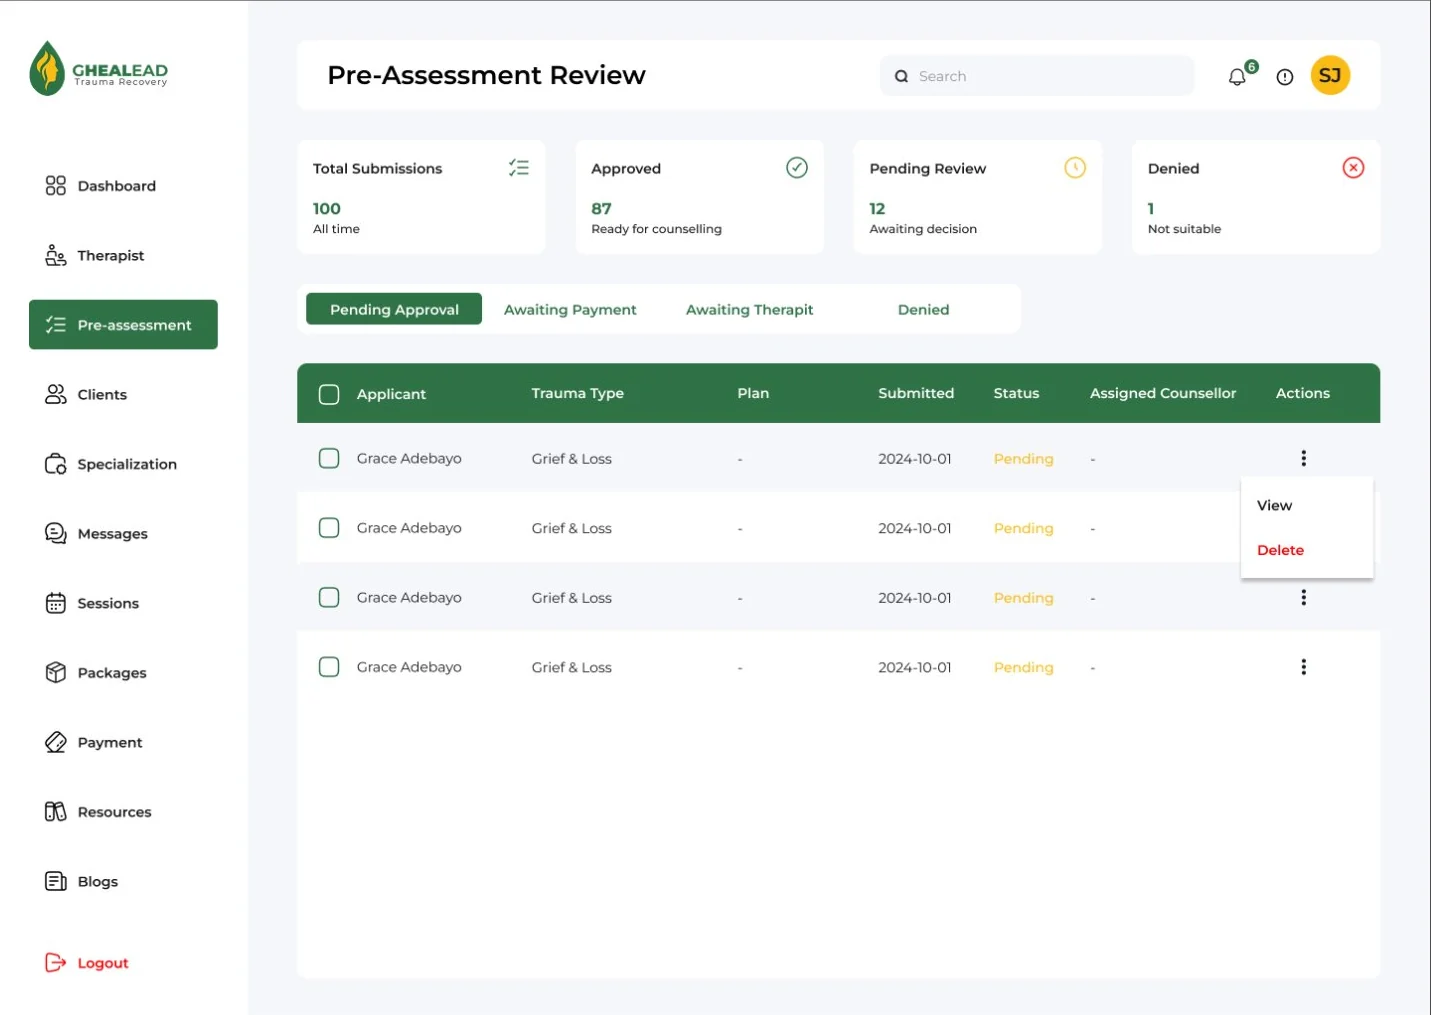 GHEALEAD
Trauma Recovery
Dashboard
Therapist
Pre-assessment
Clients
Specialization
Messages
Sessions
Packages
Payment
Resources
Blogs
Logout
Pre-Assessment Review
Search
6
SJ
Total Submissions
100
All time
Approved
87
Ready for counselling
Pending Review
12
Awaiting decision
Denied
1
Not suitable
Pending Approval Awaiting Payment Awaiting Therapit Denied
Applicant Trauma Type Plan Submitted Status Assigned Counsellor Actions
Grace Adebayo Grief & Loss - 2024-10-01 Pending -
View
Grace Adebayo Grief & Loss - 2024-10-01 Pending -
Delete
Grace Adebayo Grief & Loss - 2024-10-01 Pending -
Grace Adebayo Grief & Loss - 2024-10-01 Pending -